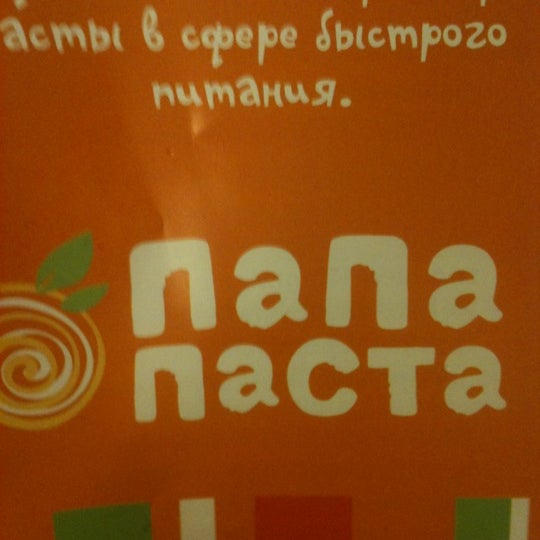 асты в сфере быстрого
питания.
папа
паста